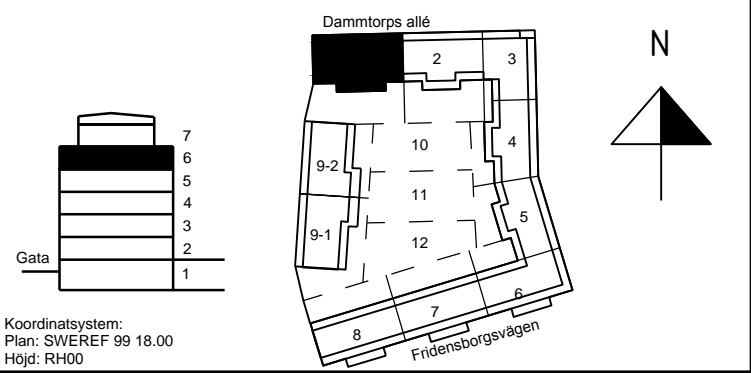 Dammtorps allé
2
3
N
4
10
9-2
11
5
9-1
12
6
7
8
Fridensborgsvägen
7
6
5
4
3
2
Gata
1
Koordinatsystem:
Plan: SWEREF 99 18.00
Höjd: RH00